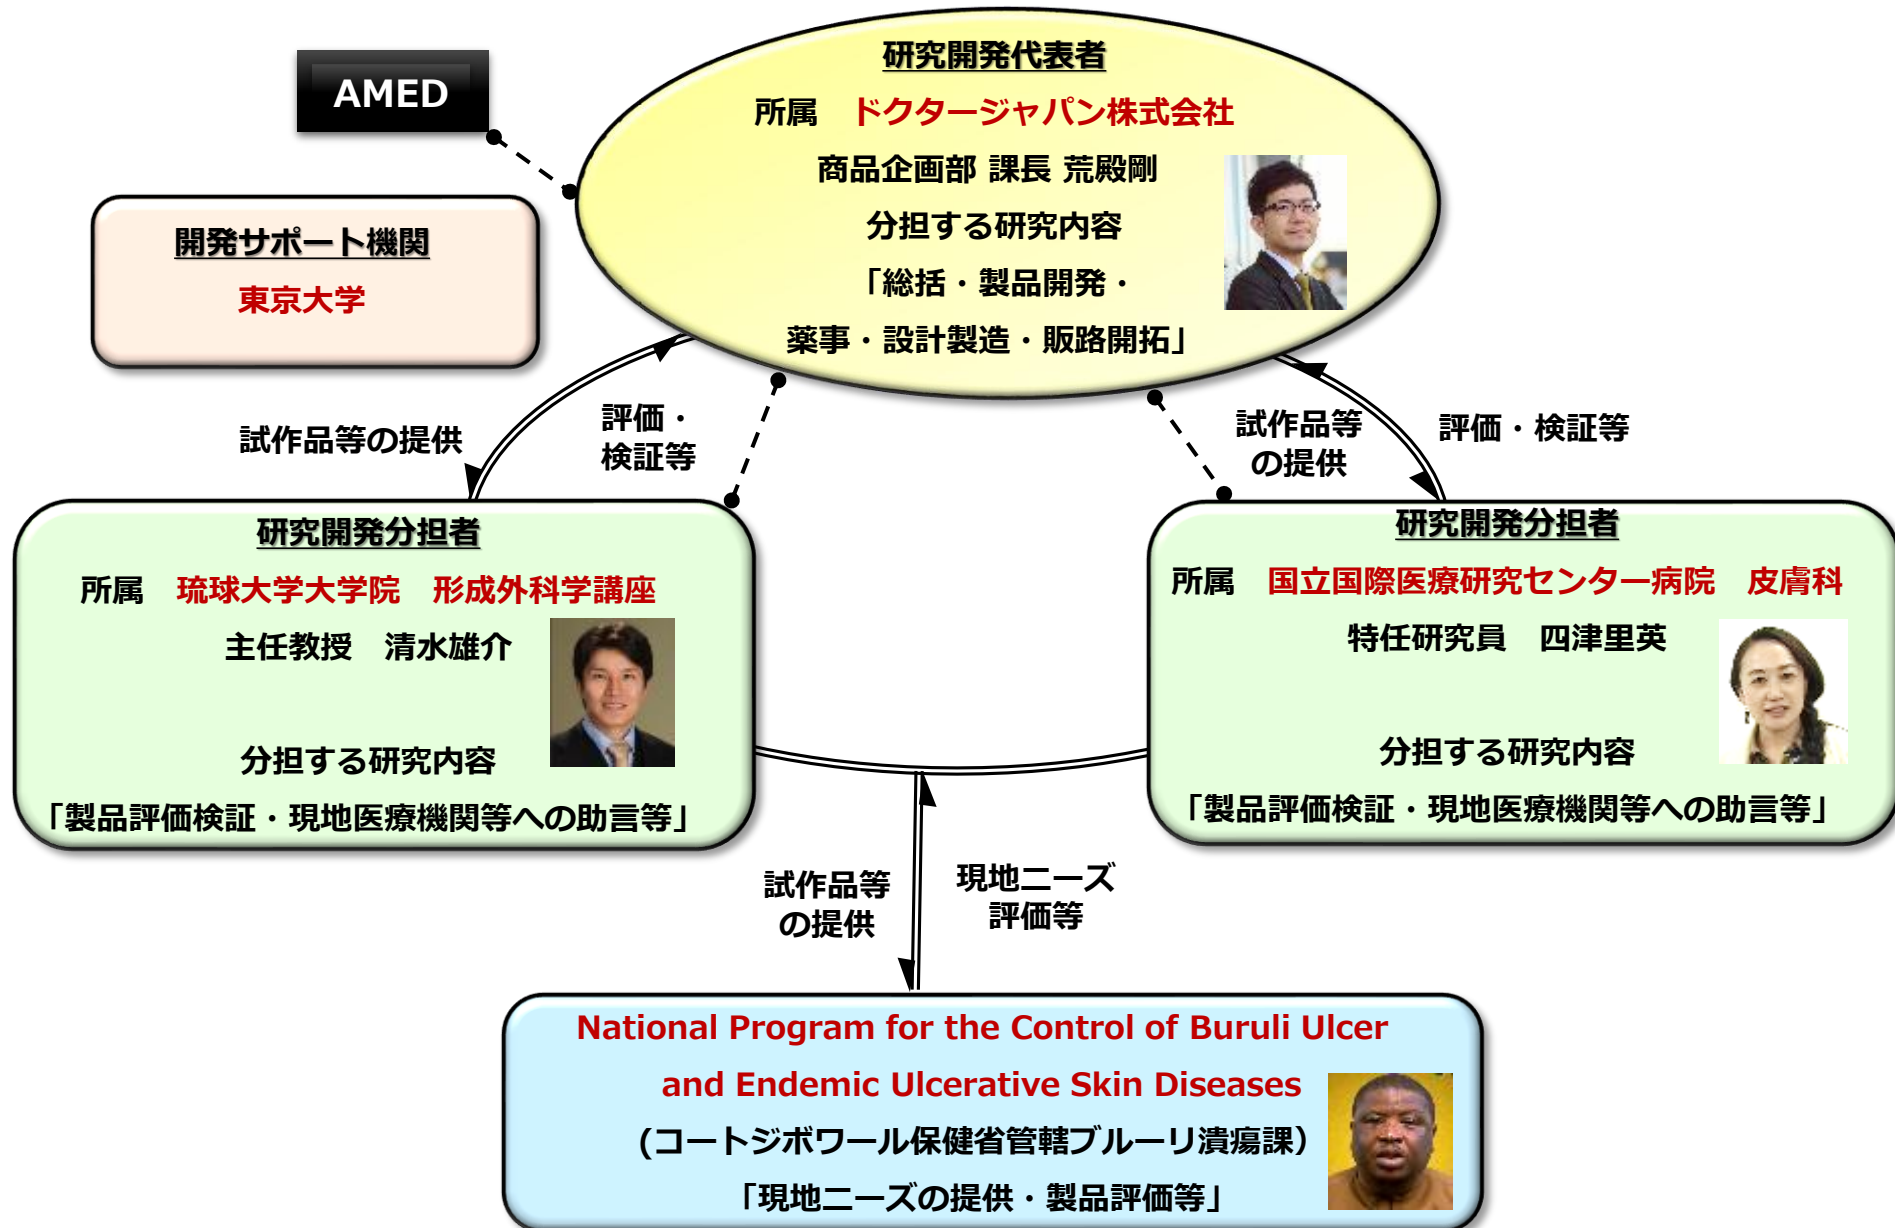 AMED
研究開発代表者
所属　ドクタージャパン株式会社
商品企画部 課長 荒殿剛
分担する研究内容
「総括・製品開発・
薬事・設計製造・販路開拓」
開発サポート機関
東京大学
試作品等の提供
評価・
検証等
試作品等
の提供
評価・検証等
研究開発分担者
所属　琉球大学大学院　形成外科学講座
主任教授　清水雄介
分担する研究内容
「製品評価検証・現地医療機関等への助言等」
研究開発分担者
所属　国立国際医療研究センター病院　皮膚科
特任研究員　四津里英
分担する研究内容
「製品評価検証・現地医療機関等への助言等」
試作品等
の提供
現地ニーズ
評価等
National Program for the Control of Buruli Ulcer
and Endemic Ulcerative Skin Diseases
(コートジボワール保健省管轄ブルーリ潰瘍課）
「現地ニーズの提供・製品評価等」